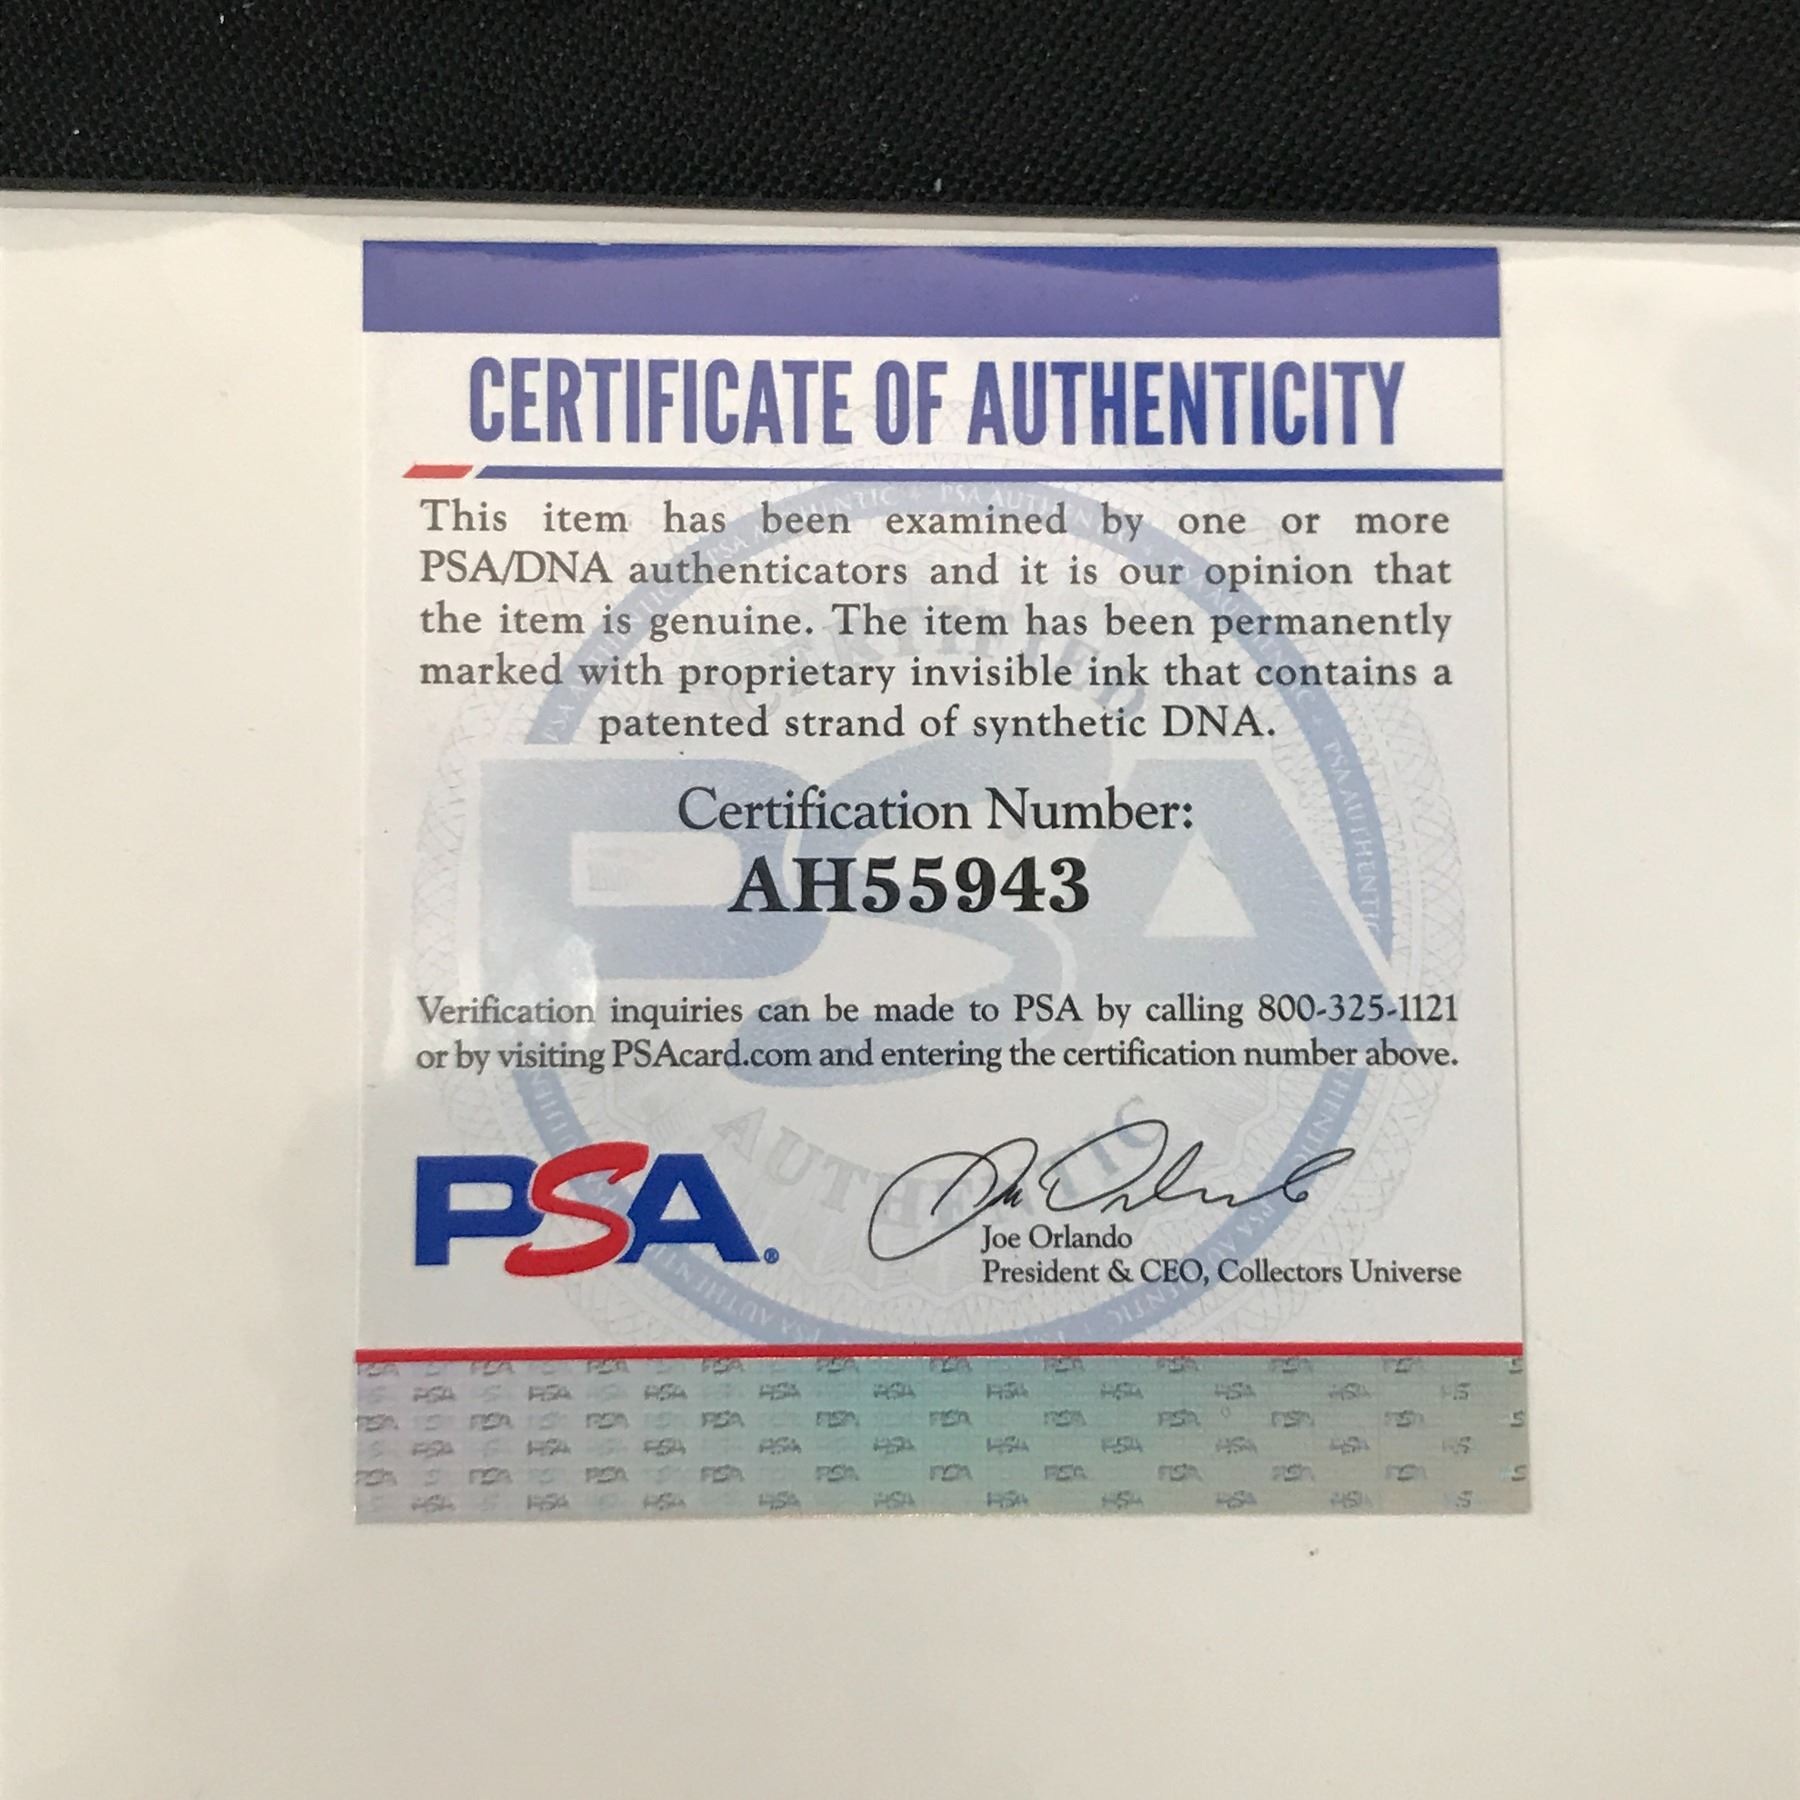 CERTIFICATE OF AUTHENTICITY
This item has been examined by one or more
PSA/DNA authenticators and it is our opinion that
the item is genuine. The item has been permanently
marked with proprietary invisible ink that contains a
patented strand of synthetic DNA.
Certification Number:
AH55943
Verification inquiries can be made to PSA by calling 800-325-1121
or by visiting PSAcard.com and entering the certification number above.
PSA®
Joe Orlando
President & CEO, Collectors Universe
CERTIFIED
PSA
AUTHENTIC